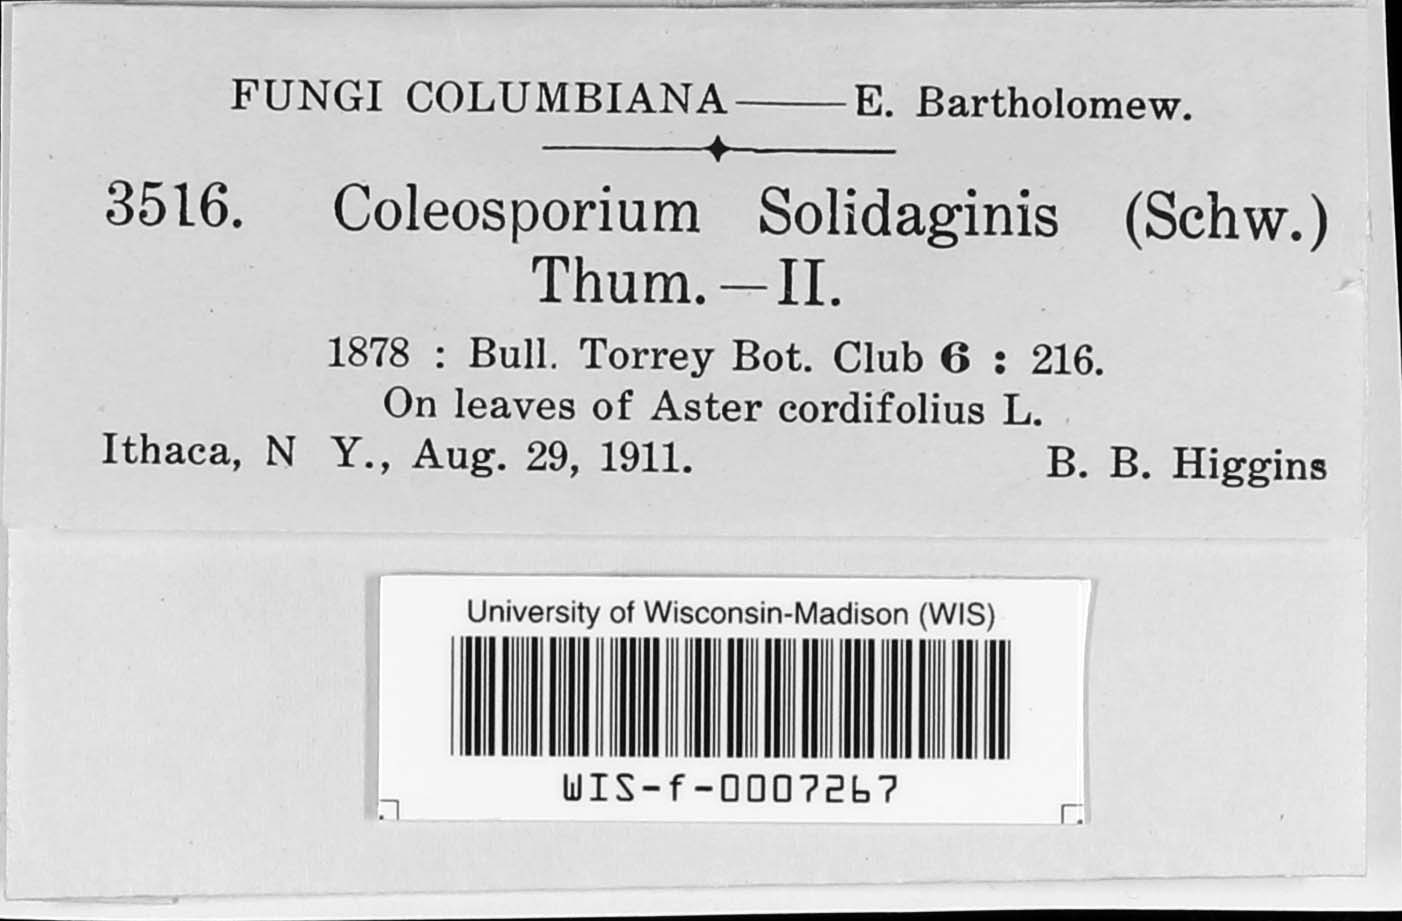 FUNGI COLUMBIANA——E. Bartholomew.
3516. Coleosporium Solidaginis (Schw.)
Thum.—II.
1878 : Bull. Torrey Bot. Club 6 : 216.
On leaves of Aster cordifolius L.
Ithaca, N Y., Aug. 29, 1911. B. B. Higgins
University of Wisconsin-Madison (WIS)
WIS-f-0007267